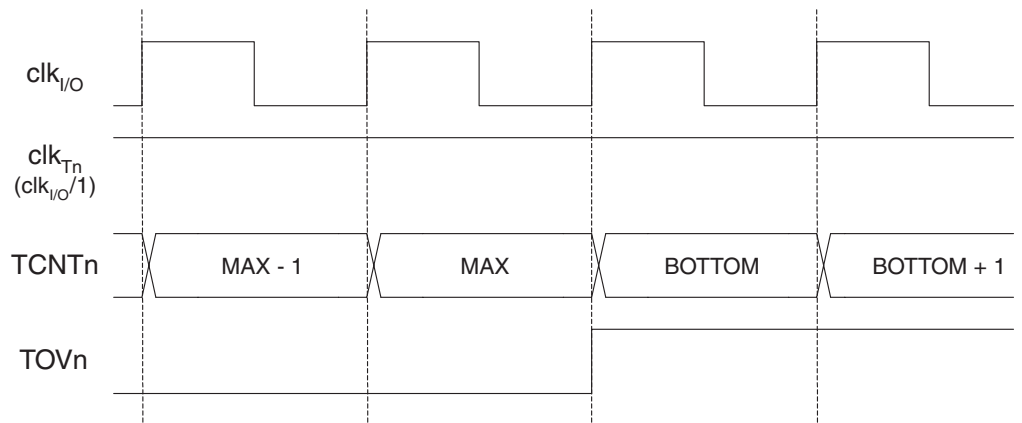 clkI/O
clkTn
(clkI/O/1)
TCNTn
MAX - 1
MAX
BOTTOM
BOTTOM + 1
TOVn